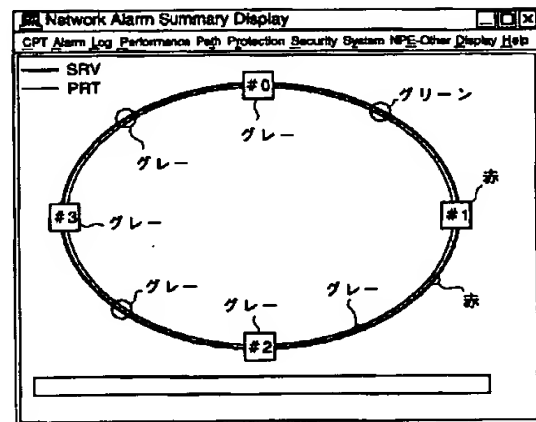 Network Alarm Summary Display
CPT Alarm Log Performance Path Protection Security System NPE-Other Display Help
SRV
PRT
#0
グリーン
グレー
グレー
赤
#3
グレー
#1
グレー
グレー
グレー
赤
#2